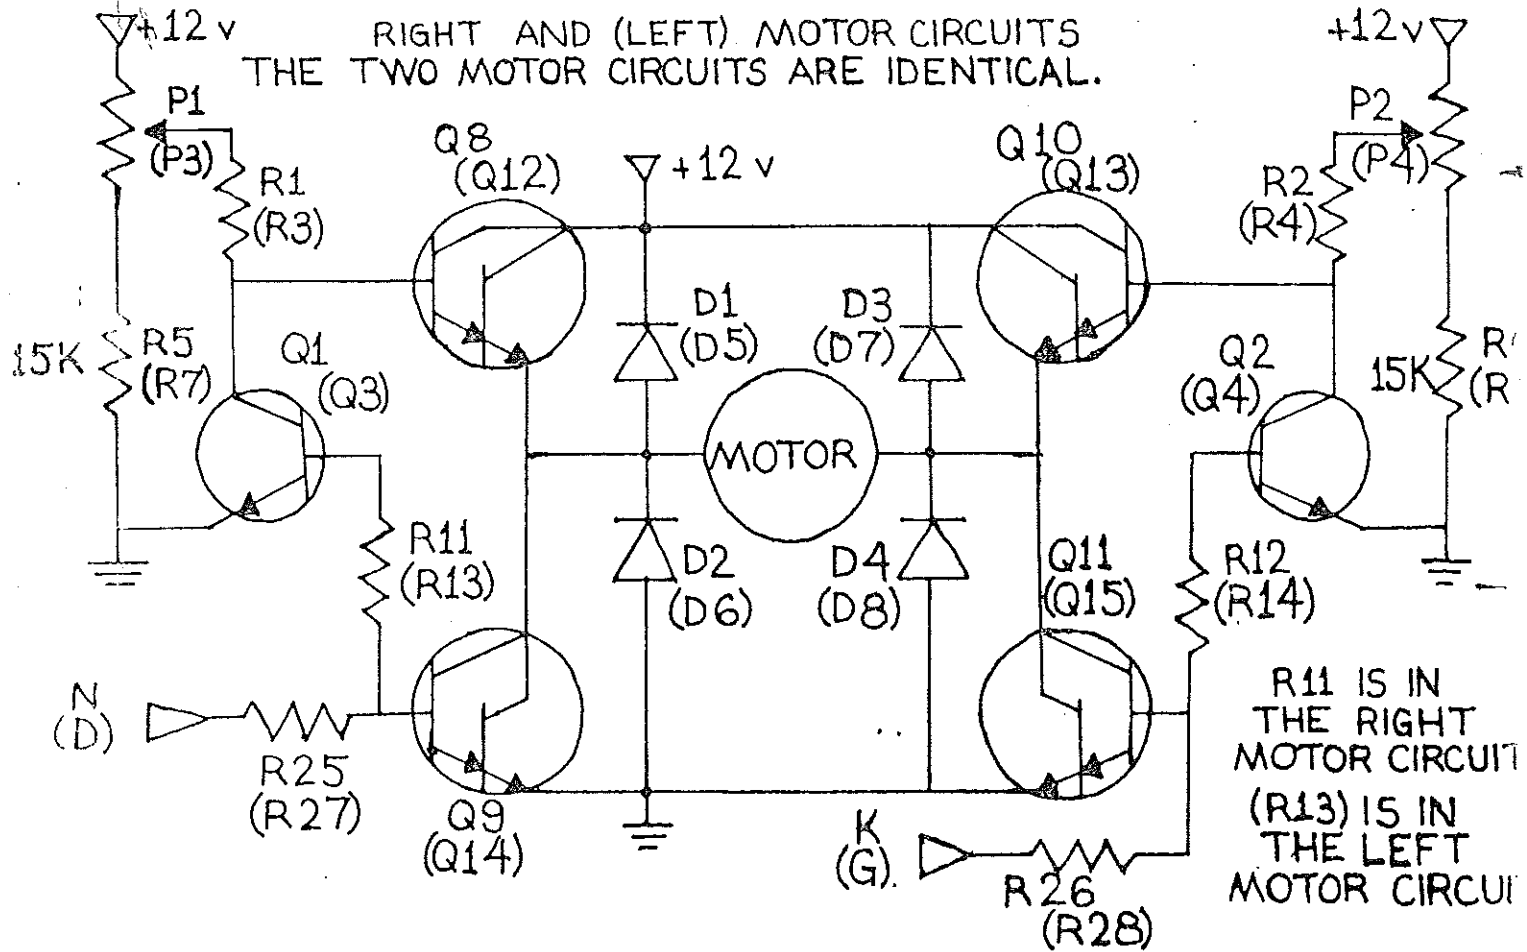 +12 v
RIGHT AND (LEFT) MOTOR CIRCUITS
THE TWO MOTOR CIRCUITS ARE IDENTICAL.
+12 v
P1
(P3)
R1
(R3)
Q8
(Q12)
+12 v
Q10
(Q13)
P2
(P4)
R2
(R4)
15K
R5
(R7)
Q1
(Q3)
D1
(D5)
D3
(D7)
Q2
(Q4)
15K
R
(R
MOTOR
R11
(R13)
D2
(D6)
D4
(D8)
Q11
(Q15)
R12
(R14)
N
(D)
R25
(R27)
Q9
(Q14)
K
(G)
R26
(R28)
R11 IS IN
THE RIGHT
MOTOR CIRCUIT
(R13) IS IN
THE LEFT
MOTOR CIRCUI